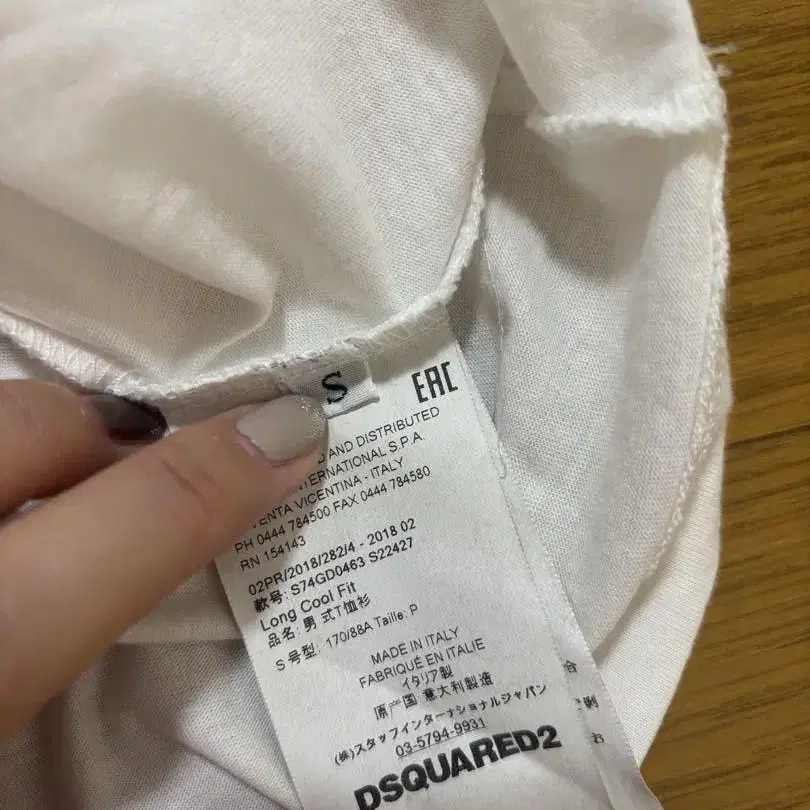 S
EAC
D AND DISTRIBUTED
TERNATIONAL S.P.A.
VENTA VICENTINA - ITALY
PH 0444 784500 FAX 0444 784580
RN 154143
02PR/2018/282/4 - 2018 02
款号: S74GD0463 S22427
Long Cool Fit
品名: 男 式T恤衫
S 号型: 170/88A Taille: P
MADE IN ITALY
FABRIQUÉ EN ITALIE
イタリア製
原产国: 意大利製造
(株)スタッフインターナショナルジャパン
03-5794-9931
DSQUARED2
合
お